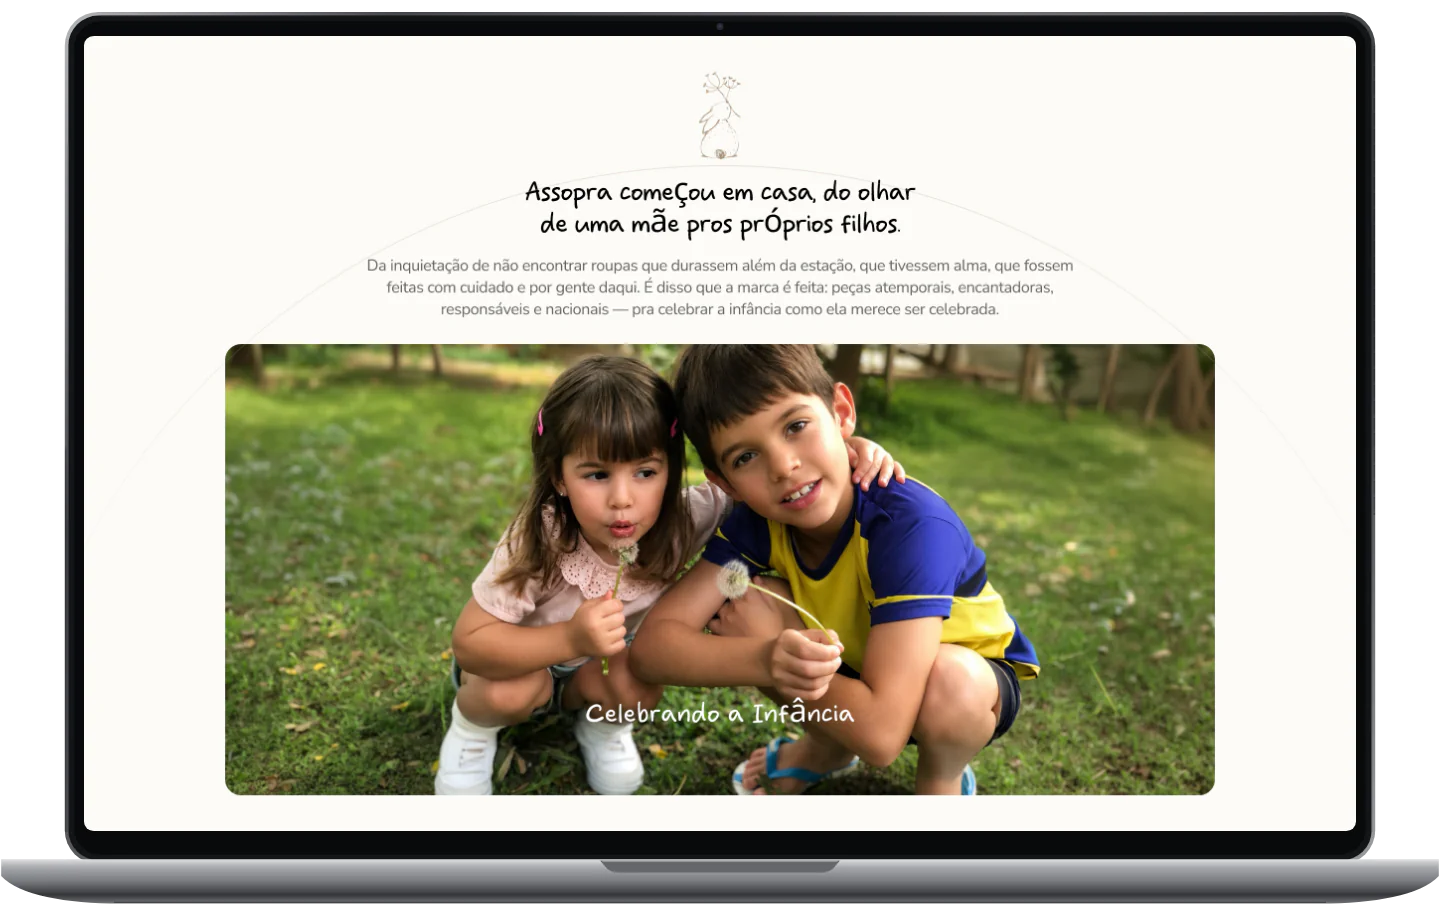 Assopra começou em casa, do olhar
de uma mãe pros próprios filhos.
Da inquietação de não encontrar roupas que durassem além da estação, que tivessem alma, que fossem
feitas com cuidado e por gente daqui. É disso que a marca é feita: peças atemporais, encantadoras,
responsáveis e nacionais — pra celebrar a infância como ela merece ser celebrada.
Celebrando a Infância